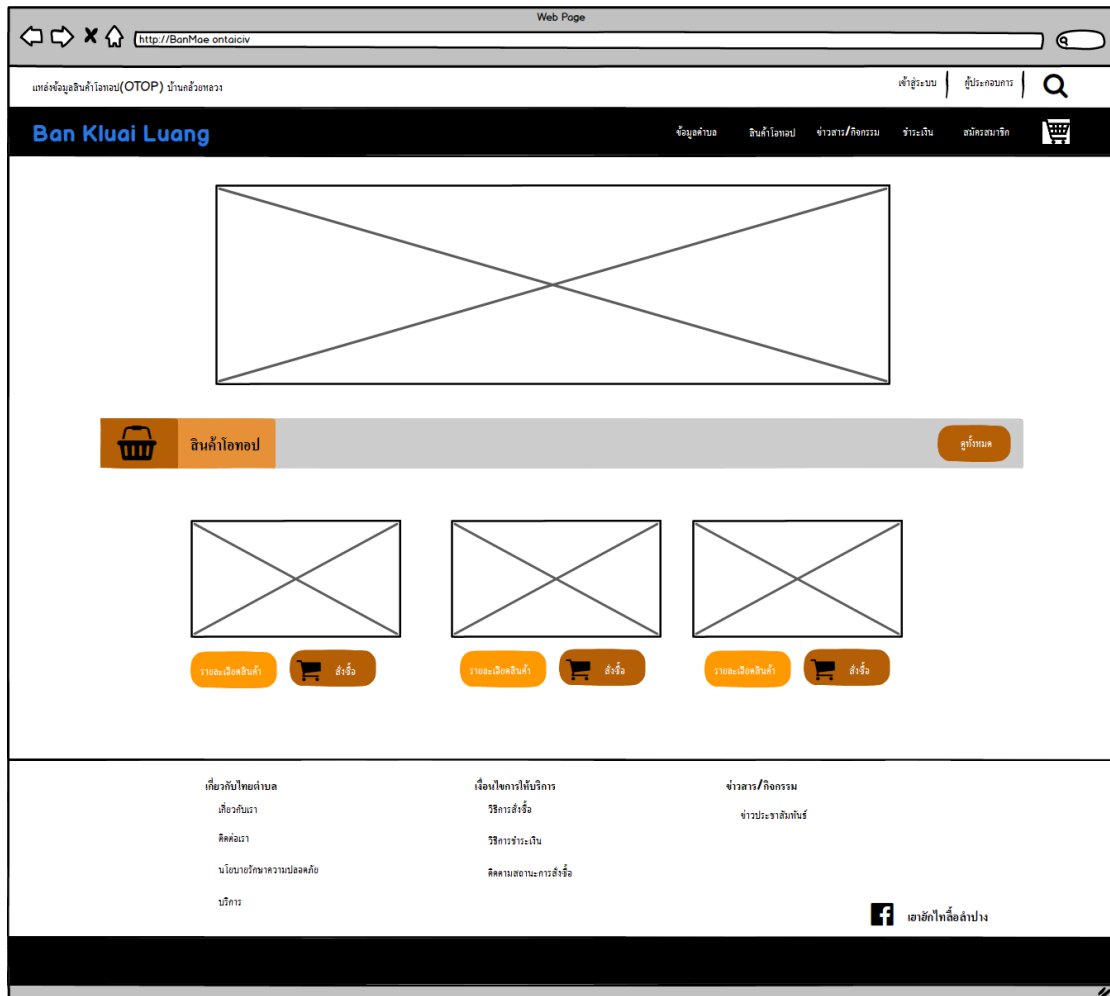 Web Page
http://BanMae ontaiciv
แหล่งข้อมูลสินค้าโอทอป(OTOP) บ้านกล้วยหลวง
เข้าสู่ระบบ ผู้ประกอบการ
Ban Kluai Luang
ข้อมูลตำบล สินค้าโอทอป ข่าวสาร/กิจกรรม ชำระเงิน สมัครสมาชิก
สินค้าโอทอป ดูทั้งหมด
รายละเอียดสินค้า สั่งซื้อ รายละเอียดสินค้า สั่งซื้อ รายละเอียดสินค้า สั่งซื้อ
เกี่ยวกับไทยตำบล
เกี่ยวกับเรา
ติดต่อเรา
นโยบายรักษาความปลอดภัย
บริการ
เงื่อนไขการให้บริการ
วิธีการสั่งซื้อ
วิธีการชำระเงิน
ติดตามสถานะการสั่งซื้อ
ข่าวสาร/กิจกรรม
ข่าวประชาสัมพันธ์
เฮาฮักไทลื้อลำปาง